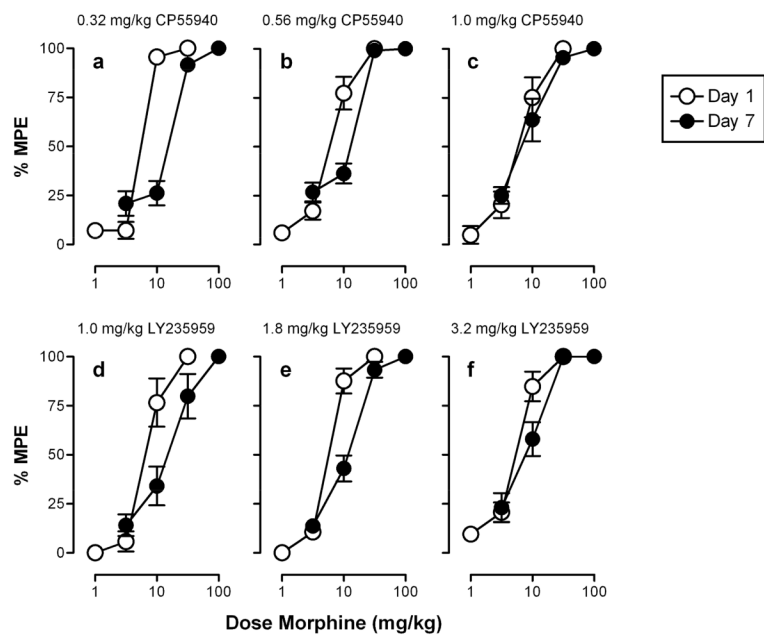 0.32 mg/kg CP55940
0.56 mg/kg CP55940
1.0 mg/kg CP55940
a
b
c
Day 1
Day 7
% MPE
100
75
50
25
0
1
10
100
1
10
100
1
10
100
1.0 mg/kg LY235959
1.8 mg/kg LY235959
3.2 mg/kg LY235959
d
e
f
% MPE
100
75
50
25
0
1
10
100
1
10
100
1
10
100
Dose Morphine (mg/kg)